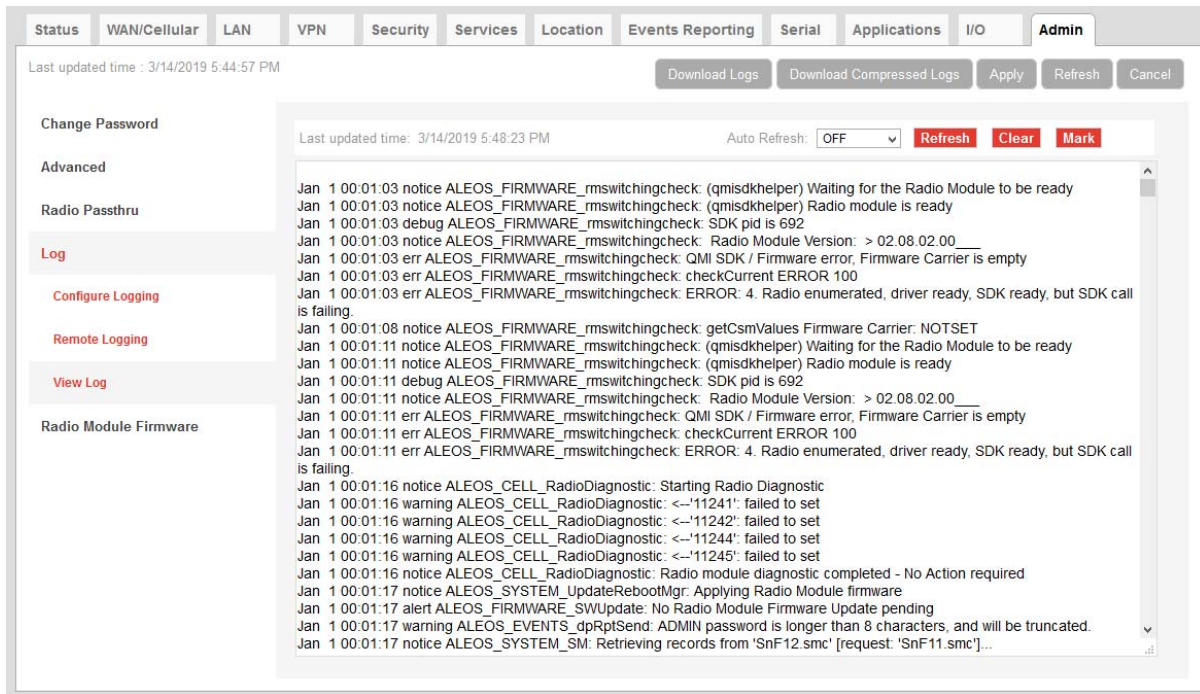 Status WAN/Cellular LAN VPN Security Services Location Events Reporting Serial Applications I/O Admin
Last updated time : 3/14/2019 5:44:57 PM
Download Logs Download Compressed Logs Apply Refresh Cancel
Change Password
Advanced
Radio Passthru
Log
Configure Logging
Remote Logging
View Log
Radio Module Firmware
Last updated time: 3/14/2019 5:48:23 PM Auto Refresh: OFF Refresh Clear Mark
Jan 1 00:01:03 notice ALEOS_FIRMWARE_rmswitchingcheck: (qmisdkhelper) Waiting for the Radio Module to be ready
Jan 1 00:01:03 notice ALEOS_FIRMWARE_rmswitchingcheck: (qmisdkhelper) Radio module is ready
Jan 1 00:01:03 debug ALEOS_FIRMWARE_rmswitchingcheck: SDK pid is 692
Jan 1 00:01:03 notice ALEOS_FIRMWARE_rmswitchingcheck: Radio Module Version: > 02.08.02.00___
Jan 1 00:01:03 err ALEOS_FIRMWARE_rmswitchingcheck: QMI SDK / Firmware error, Firmware Carrier is empty
Jan 1 00:01:03 err ALEOS_FIRMWARE_rmswitchingcheck: checkCurrent ERROR 100
Jan 1 00:01:03 err ALEOS_FIRMWARE_rmswitchingcheck: ERROR: 4. Radio enumerated, driver ready, SDK ready, but SDK call
is failing.
Jan 1 00:01:08 notice ALEOS_FIRMWARE_rmswitchingcheck: getCsmValues Firmware Carrier: NOTSET
Jan 1 00:01:11 notice ALEOS_FIRMWARE_rmswitchingcheck: (qmisdkhelper) Waiting for the Radio Module to be ready
Jan 1 00:01:11 notice ALEOS_FIRMWARE_rmswitchingcheck: (qmisdkhelper) Radio module is ready
Jan 1 00:01:11 debug ALEOS_FIRMWARE_rmswitchingcheck: SDK pid is 692
Jan 1 00:01:11 notice ALEOS_FIRMWARE_rmswitchingcheck: Radio Module Version: > 02.08.02.00___
Jan 1 00:01:11 err ALEOS_FIRMWARE_rmswitchingcheck: QMI SDK / Firmware error, Firmware Carrier is empty
Jan 1 00:01:11 err ALEOS_FIRMWARE_rmswitchingcheck: checkCurrent ERROR 100
Jan 1 00:01:11 err ALEOS_FIRMWARE_rmswitchingcheck: ERROR: 4. Radio enumerated, driver ready, SDK ready, but SDK call
is failing.
Jan 1 00:01:16 notice ALEOS_CELL_RadioDiagnostic: Starting Radio Diagnostic
Jan 1 00:01:16 warning ALEOS_CELL_RadioDiagnostic: <--'11241': failed to set
Jan 1 00:01:16 warning ALEOS_CELL_RadioDiagnostic: <--'11242': failed to set
Jan 1 00:01:16 warning ALEOS_CELL_RadioDiagnostic: <--'11244': failed to set
Jan 1 00:01:16 warning ALEOS_CELL_RadioDiagnostic: <--'11245': failed to set
Jan 1 00:01:16 notice ALEOS_CELL_RadioDiagnostic: Radio module diagnostic completed - No Action required
Jan 1 00:01:17 notice ALEOS_SYSTEM_UpdateRebootMgr: Applying Radio Module firmware
Jan 1 00:01:17 alert ALEOS_FIRMWARE_SWUpdate: No Radio Module Firmware Update pending
Jan 1 00:01:17 warning ALEOS_EVENTS_dpRptSend: ADMIN password is longer than 8 characters, and will be truncated.
Jan 1 00:01:17 notice ALEOS_SYSTEM_SM: Retrieving records from 'SnF12.smc' [request: 'SnF11.smc']...